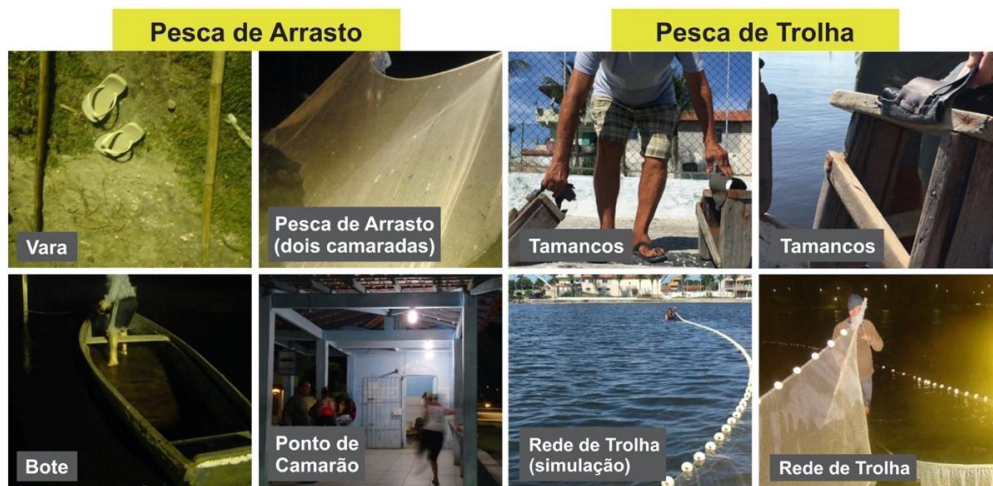 Pesca de Arrasto
Pesca de Trolha
Vara
Pesca de Arrasto
(dois camaradas)
Tamancos
Tamancos
Bote
Ponto de
Camarão
Rede de Trolha
(simulação)
Rede de Trolha